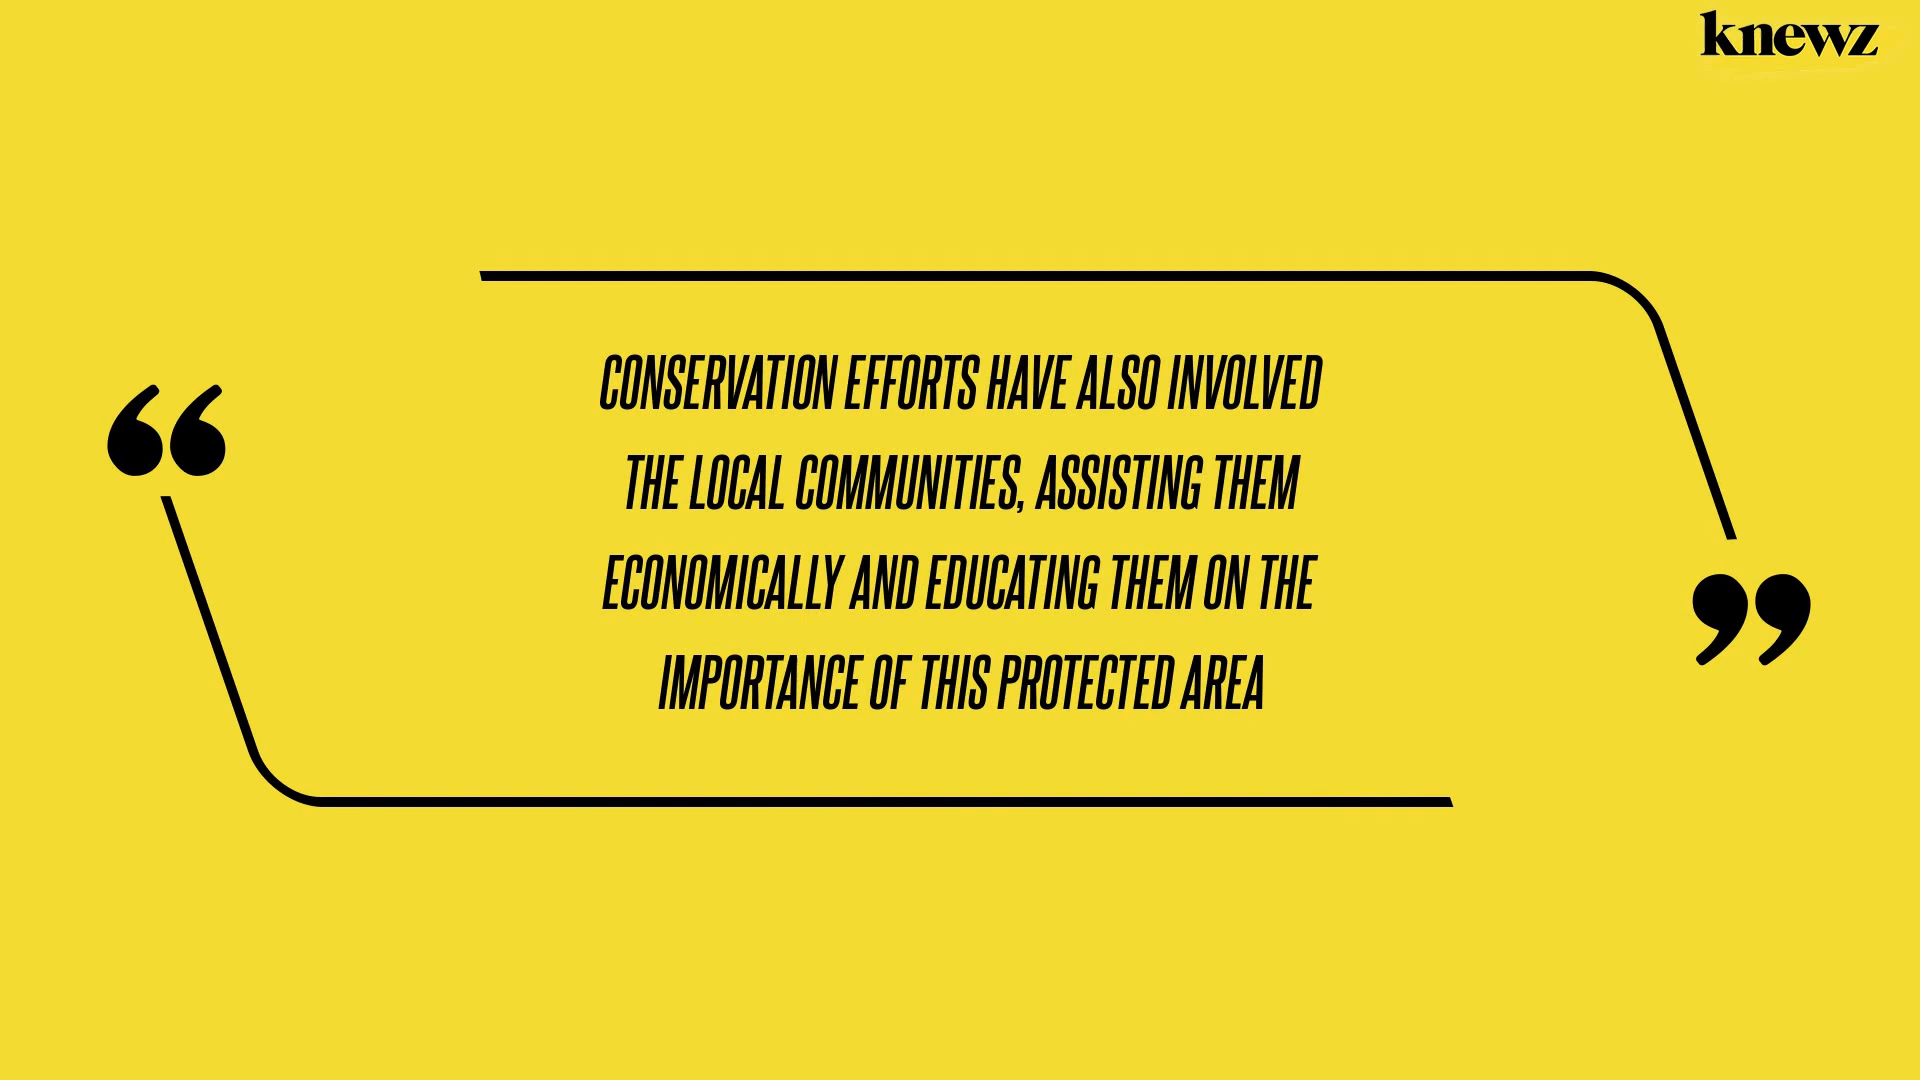 knewz
“
CONSERVATION EFFORTS HAVE ALSO INVOLVED
THE LOCAL COMMUNITIES, ASSISTING THEM
ECONOMICALLY AND EDUCATING THEM ON THE
IMPORTANCE OF THIS PROTECTED AREA
”